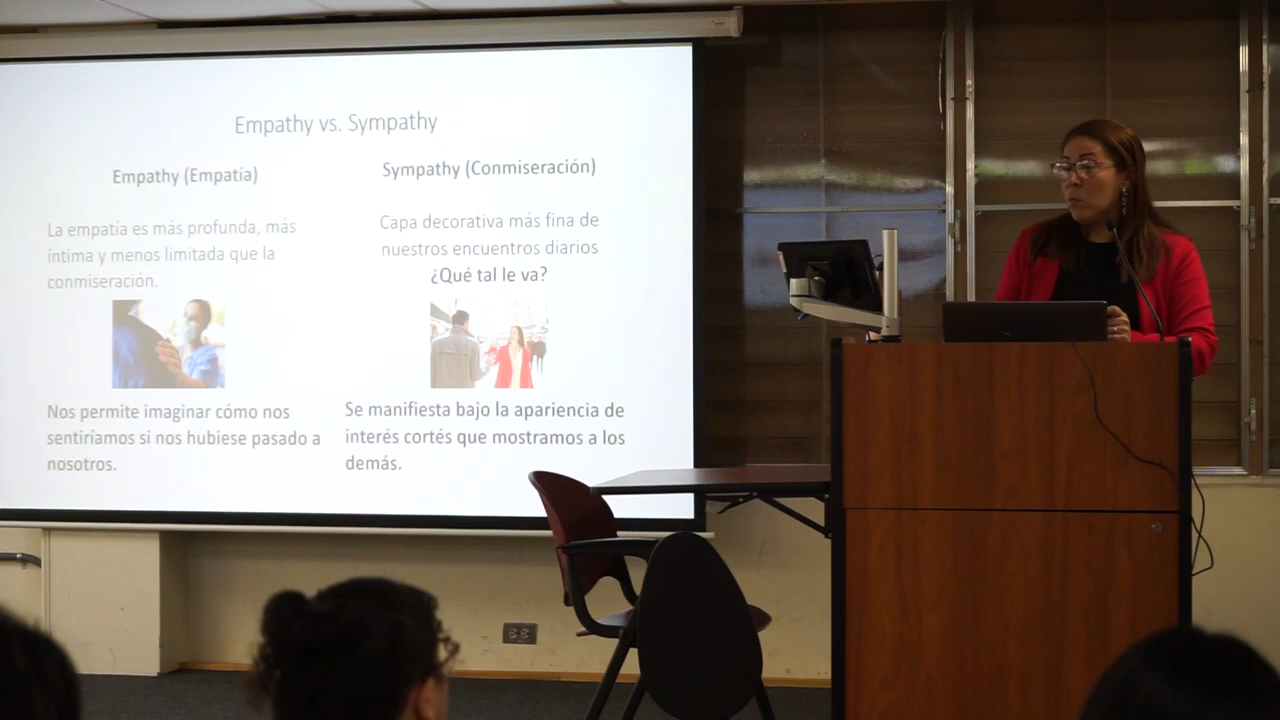 Empathy vs. Sympathy
Empathy (Empatía)
La empatía es más profunda, más
intima y menos limitada que la
conmiseración.
Nos permite imaginar cómo nos
sentiríamos si nos hubiese pasado a
nosotros.
Sympathy (Conmiseración)
Capa decorativa más fina de
nuestros encuentros diarios
¿Qué tal le va?
Se manifiesta bajo la apariencia de
interés cortés que mostramos a los
demás.